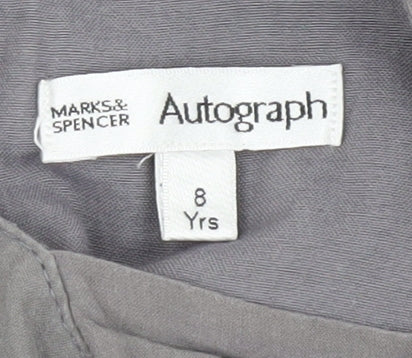 MARKS&
SPENCER
Autograph
8
Yrs